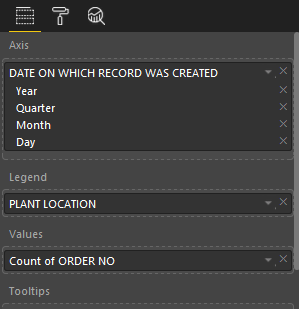 Axis
DATE ON WHICH RECORD WAS CREATED
Year
Quarter
Month
Day
Legend
PLANT LOCATION
Values
Count of ORDER NO
Tooltips